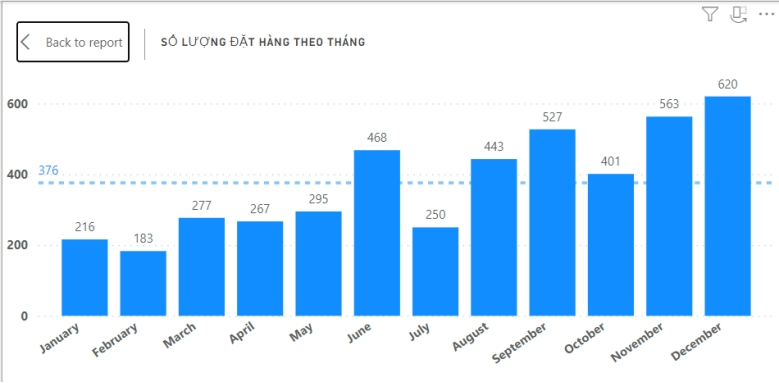 Back to report
SỐ LƯỢNG ĐẶT HÀNG THEO THÁNG
620
600
563
527
468
443
401
400
376
295
277
267
250
216
200
183
0
January
February
March
April
May
June
July
August
September
October
November
December